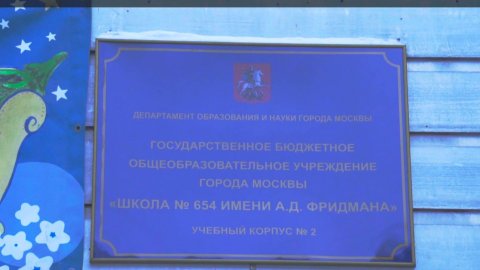 ДЕПАРТАМЕНТ ОБРАЗОВАНИЯ И НАУКИ ГОРОДА МОСКВЫ
ГОСУДАРСТВЕННОЕ БЮДЖЕТНОЕ
ОБЩЕОБРАЗОВАТЕЛЬНОЕ УЧРЕЖДЕНИЕ
ГОРОДА МОСКВЫ
«ШКОЛА № 654 ИМЕНИ А.Д. ФРИДМАНА»
УЧЕБНЫЙ КОРПУС № 2